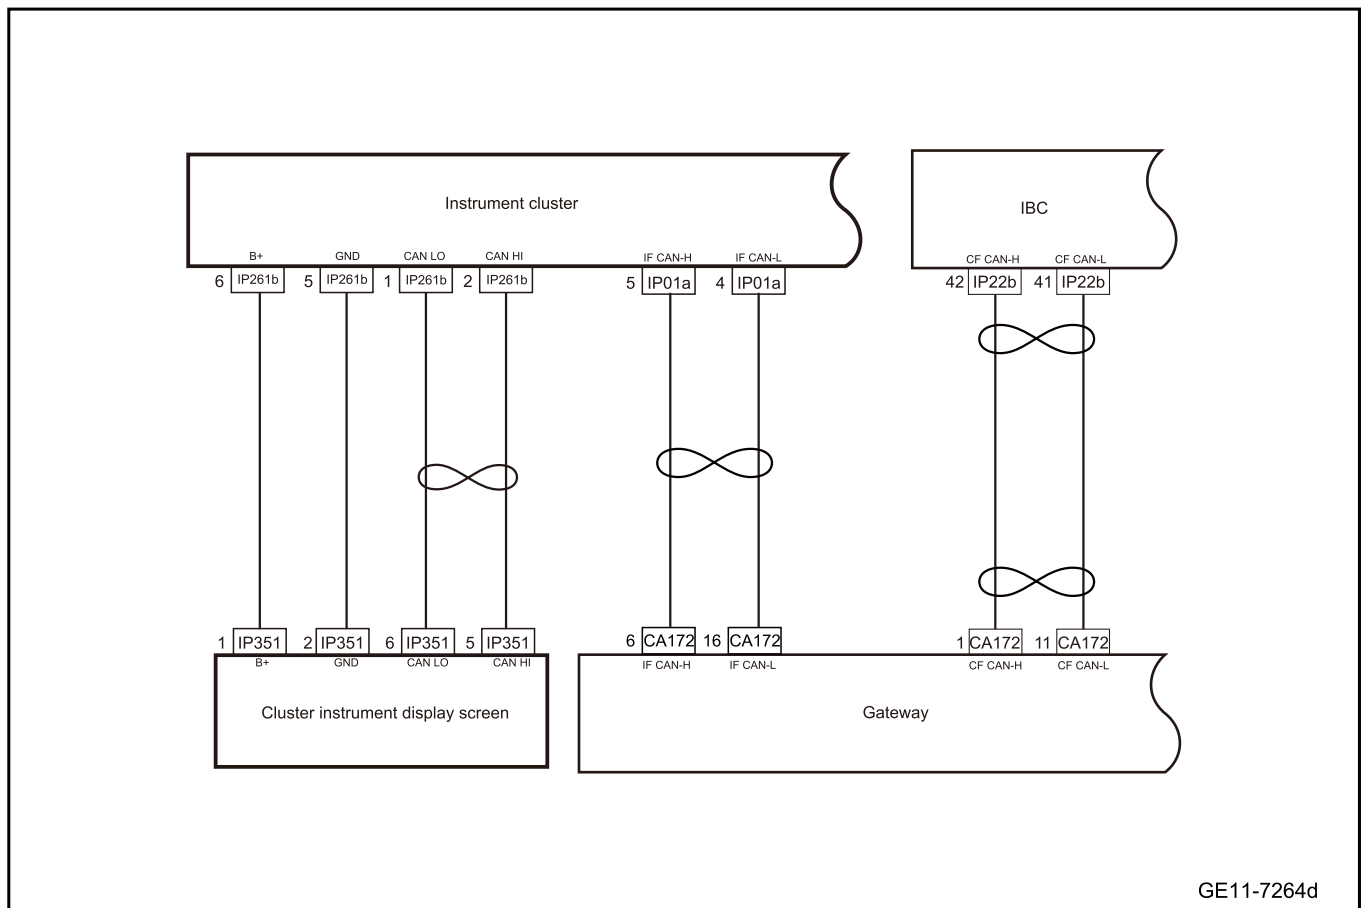 Instrument cluster
IBC
B+ GND CAN LO CAN HI IF CAN-H IF CAN-L CF CAN-H CF CAN-L
6 IP261b 5 IP261b 1 IP261b 2 IP261b 5 IP01a 4 IP01a 42 IP22b 41 IP22b
1 IP351 2 IP351 6 IP351 5 IP351 6 CA172 16 CA172 1 CA172 11 CA172
B+ GND CAN LO CAN HI IF CAN-H IF CAN-L CF CAN-H CF CAN-L
Cluster instrument display screen
Gateway
GE11-7264d